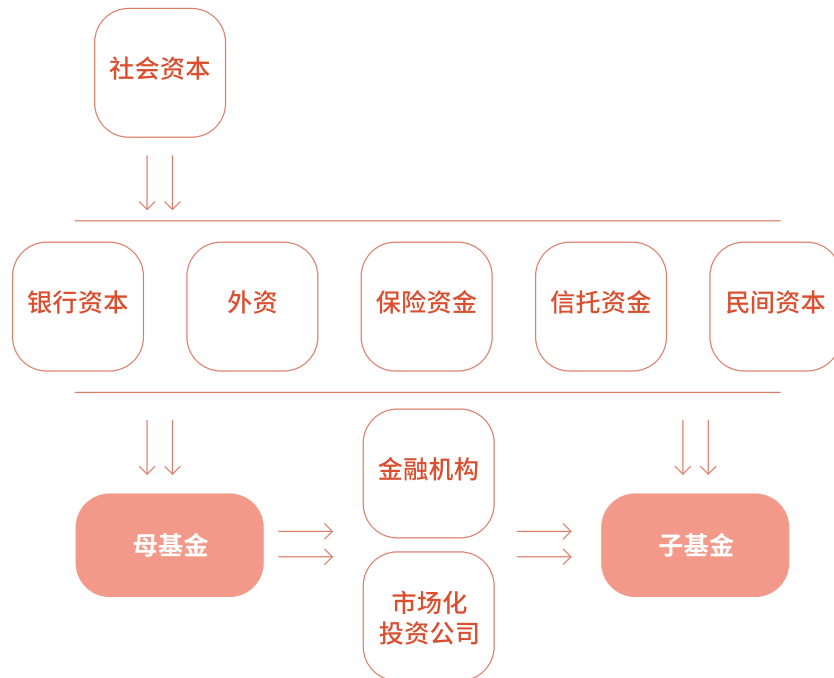 社会资本
银行资本
外资
保险资金
信托资金
民间资本
金融机构
母基金
子基金
市场化
投资公司